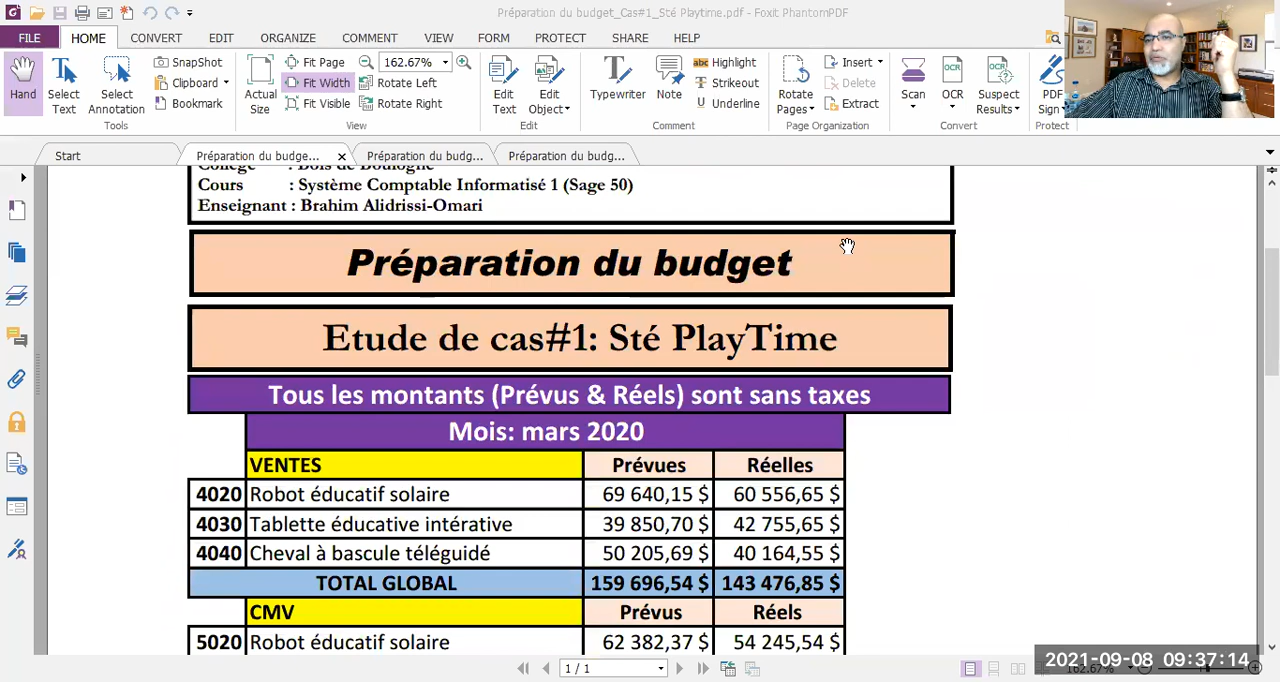 Préparation du budget_Cas#1_Sté Playtime.pdf - Foxit PhantomPDF
FILE HOME CONVERT EDIT ORGANIZE COMMENT VIEW FORM PROTECT SHARE HELP
Hand
Select Text
Select Annotation
SnapShot
Clipboard
Bookmark
Tools
Actual Size
Fit Page
Fit Width
Fit Visible
162.67%
Rotate Left
Rotate Right
View
Edit Text
Edit Object
Edit
Typewriter
Note
Highlight
Strikeout
Underline
Comment
Rotate Pages
Insert
Delete
Extract
Page Organization
Scan
OCR
Suspect Results
Convert
PDF Sign
Protect
Start
Préparation du budge...
Préparation du budg...
Préparation du budg...
Collège : Bois de Boulogne
Cours : Système Comptable Informatisé 1 (Sage 50)
Enseignant : Brahim Alidrissi-Omari
Préparation du budget
Etude de cas#1: Sté PlayTime
Tous les montants (Prévus & Réels) sont sans taxes
Mois: mars 2020
VENTES Prévues Réelles
4020 Robot éducatif solaire 69 640,15 $ 60 556,65 $
4030 Tablette éducative intérative 39 850,70 $ 42 755,65 $
4040 Cheval à bascule téléguidé 50 205,69 $ 40 164,55 $
TOTAL GLOBAL 159 696,54 $ 143 476,85 $
CMV Prévus Réels
5020 Robot éducatif solaire 62 382,37 $ 54 245,54 $
1 / 1
162.67%
2021-09-08 09:37:14